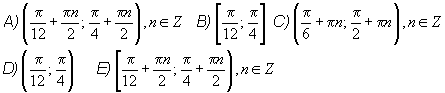 A) (π/12 + πn/2; π/4 + πn/2), n∈Z B) [π/12; π/4] C) (π/6 + πn; π/2 + πn), n∈Z
D) (π/12; π/4) E) [π/12 + πn/2; π/4 + πn/2), n∈Z